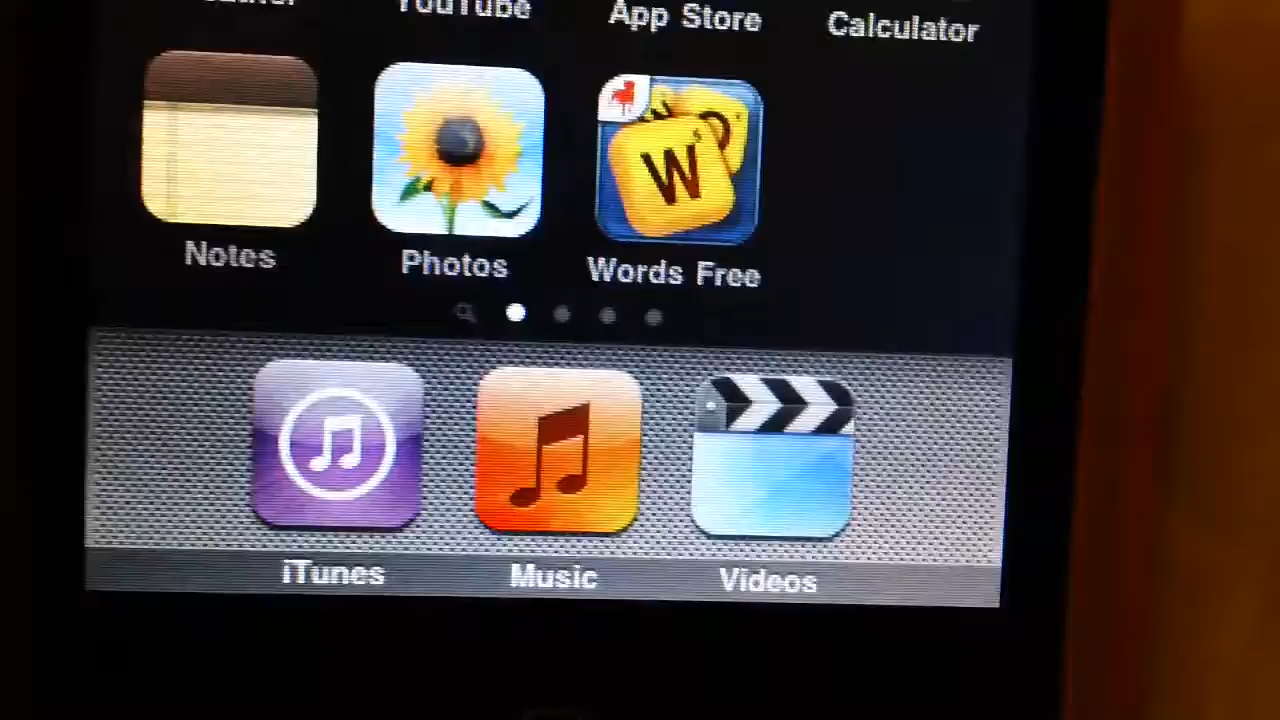 YouTube
App Store
Calculator
W
Notes
Photos
Words Free
iTunes
Music
Videos